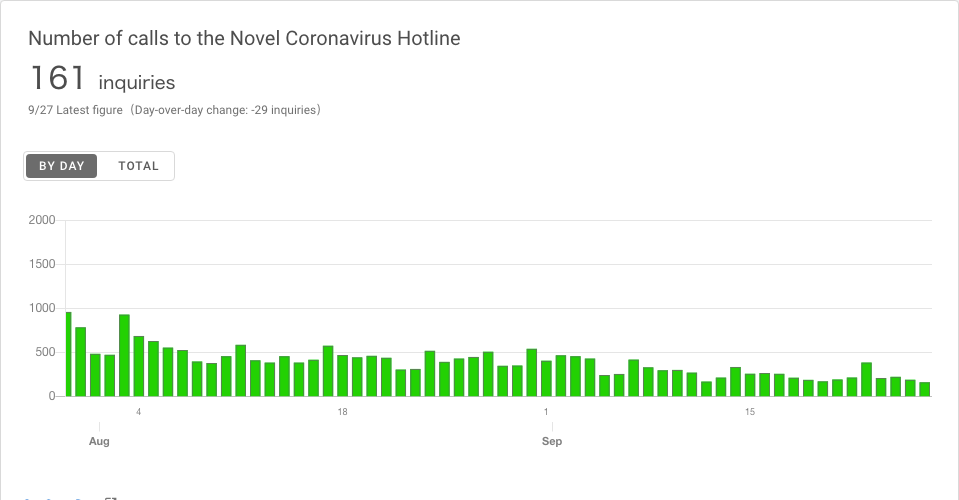 Number of calls to the Novel Coronavirus Hotline
161 inquiries
9/27 Latest figure（Day-over-day change: -29 inquiries）
BY DAY TOTAL
2000
1500
1000
500
0
4 18 1 15
Aug Sep